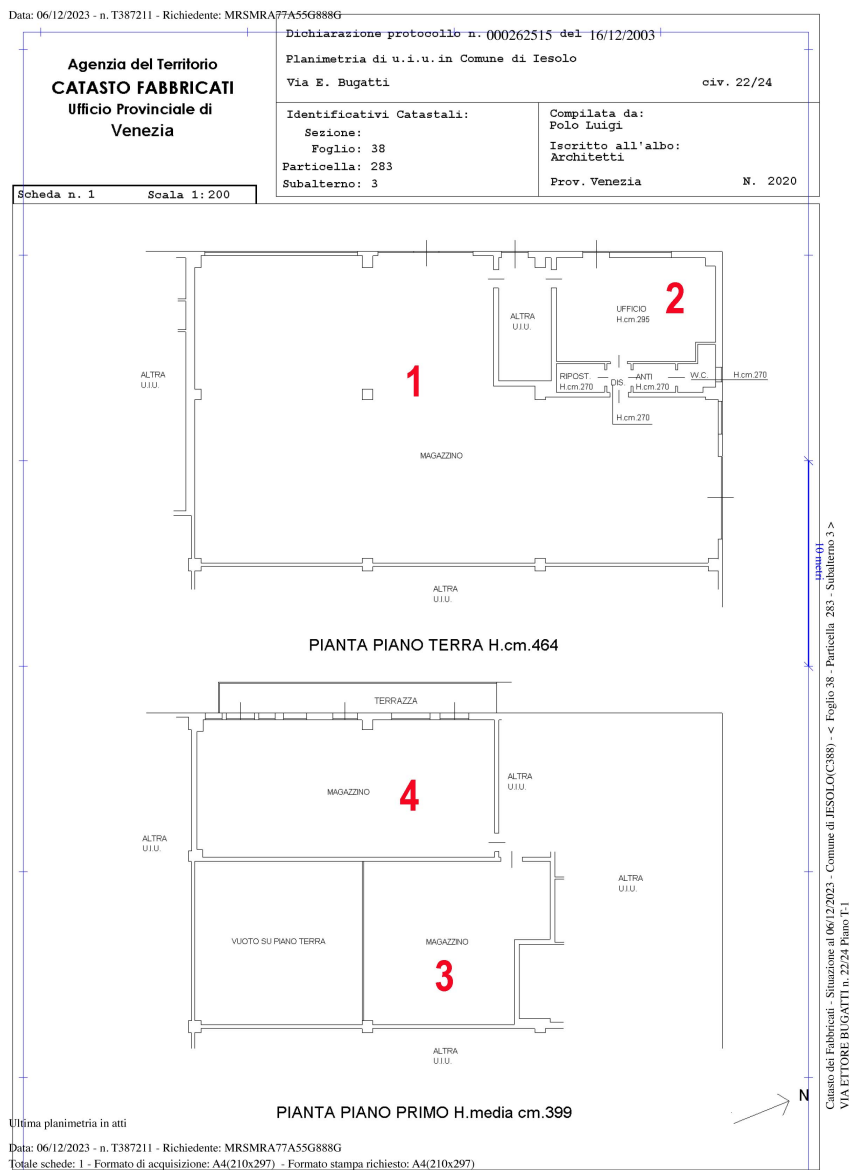 Data: 06/12/2023 - n. T387211 - Richiedente: MRSMRA77A55G888G
Agenzia del Territorio
CATASTO FABBRICATI
Ufficio Provinciale di
Venezia
Dichiarazione protocollo n. 000262515 del 16/12/2003
Planimetria di u.i.u. in Comune di Iesolo
Via E. Bugatti civ. 22/24
Identificativi Catastali:
Sezione:
Foglio: 38
Particella: 283
Subalterno: 3
Compilata da:
Polo Luigi
Iscritto all'albo:
Architetti
Prov. Venezia N. 2020
Scheda n. 1 Scala 1:200
ALTRA
U.I.U.
1
MAGAZZINO
ALTRA
U.I.U.
UFFICIO
H.cm.295
2
RIPOST.
H.cm.270
DIS.
ANTI
H.cm.270
W.C.
H.cm.270
H.cm.270
ALTRA
U.I.U.
10 metri
PIANTA PIANO TERRA H.cm.464
TERRAZZA
MAGAZZINO
4
ALTRA
U.I.U.
ALTRA
U.I.U.
ALTRA
U.I.U.
VUOTO SU PIANO TERRA
MAGAZZINO
3
ALTRA
U.I.U.
PIANTA PIANO PRIMO H.media cm.399
N
Catasto dei Fabbricati - Situazione al 06/12/2023 - Comune di JESOLO(C388) - < Foglio 38 - Particella 283 - Subalterno 3 >
VIA ETTORE BUGATTI n. 22/24 Piano T-1
Ultima planimetria in atti
Data: 06/12/2023 - n. T387211 - Richiedente: MRSMRA77A55G888G
Totale schede: 1 - Formato di acquisizione: A4(210x297) - Formato stampa richiesto: A4(210x297)